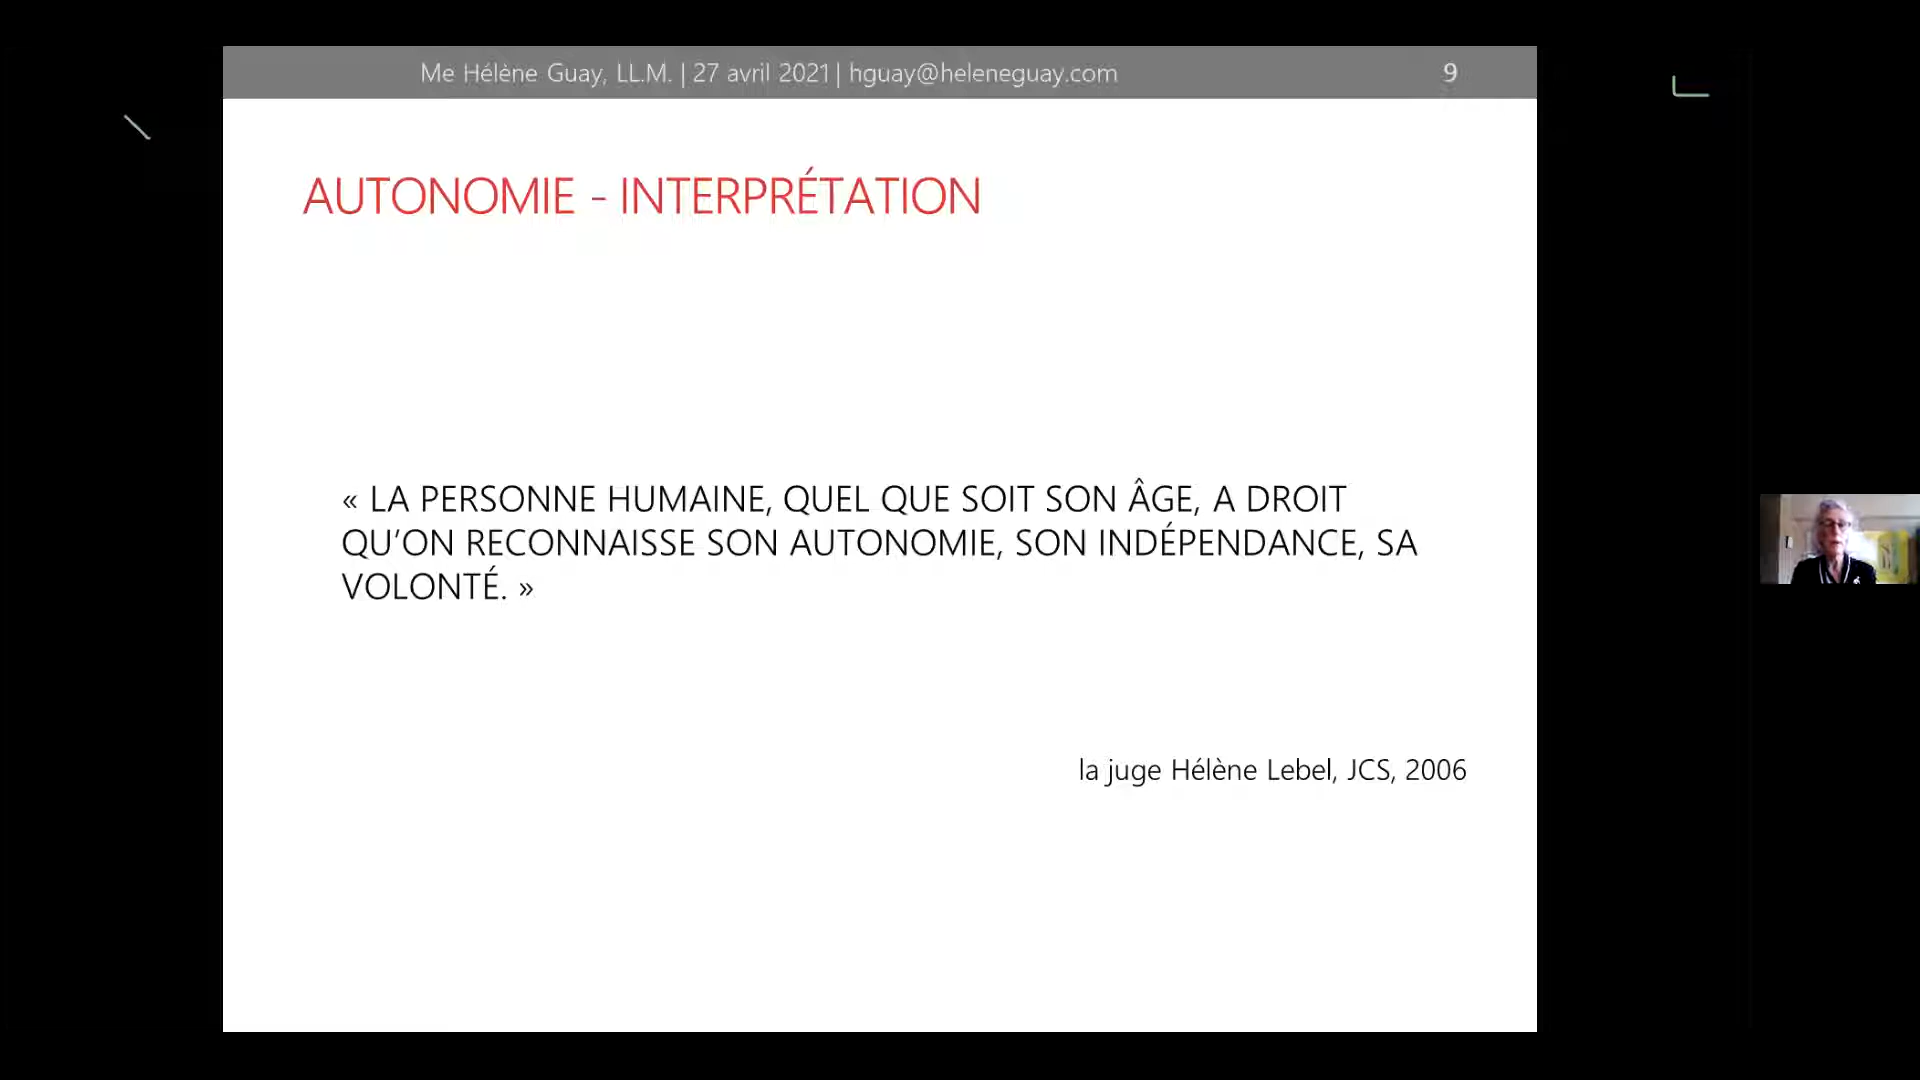 Me Hélène Guay, LL.M. | 27 avril 2021| hguay@heleneguay.com 9
AUTONOMIE - INTERPRÉTATION
« LA PERSONNE HUMAINE, QUEL QUE SOIT SON ÂGE, A DROIT
QU’ON RECONNAISSE SON AUTONOMIE, SON INDÉPENDANCE, SA
VOLONTÉ. »
la juge Hélène Lebel, JCS, 2006